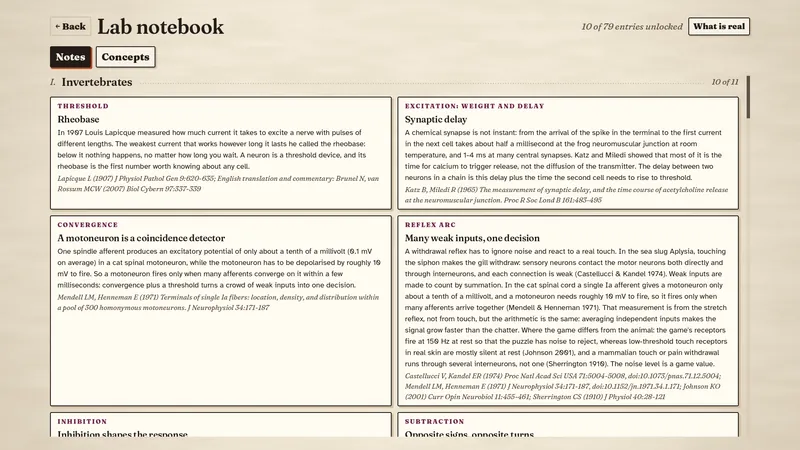 ← Back
Lab notebook
10 of 79 entries unlocked
What is real
Notes
Concepts
I. Invertebrates
10 of 11
THRESHOLD
Rheobase
In 1907 Louis Lapicque measured how much current it takes to excite a nerve with pulses of
different lengths. The weakest current that works however long it lasts he called the rheobase:
below it nothing happens, no matter how long you wait. A neuron is a threshold device, and its
rheobase is the first number worth knowing about any cell.
Lapicque L (1907) J Physiol Pathol Gen 9:620-635; English translation and commentary: Brunel N, van
Rossum MCW (2007) Biol Cybern 97:337-339
EXCITATION: WEIGHT AND DELAY
Synaptic delay
A chemical synapse is not instant: from the arrival of the spike in the terminal to the first current
in the next cell takes about half a millisecond at the frog neuromuscular junction at room
temperature, and 1-4 ms at many central synapses. Katz and Miledi showed that most of it is the
time for calcium to trigger release, not the diffusion of the transmitter. The delay between two
neurons in a chain is this delay plus the time the second cell needs to rise to threshold.
Katz B, Miledi R (1965) The measurement of synaptic delay, and the time course of acetylcholine release
at the neuromuscular junction. Proc R Soc Lond B 161:483-495
CONVERGENCE
A motoneuron is a coincidence detector
One spindle afferent produces an excitatory potential of only about a tenth of a millivolt (0.1 mV
on average) in a cat spinal motoneuron, while the motoneuron has to be depolarised by roughly 10
mV to fire. So a motoneuron fires only when many afferents converge on it within a few
milliseconds: convergence plus a threshold turns a crowd of weak inputs into one decision.
Mendell LM, Henneman E (1971) Terminals of single Ia fibers: location, density, and distribution within
a pool of 300 homonymous motoneurons. J Neurophysiol 34:171-187
REFLEX ARC
Many weak inputs, one decision
A withdrawal reflex has to ignore noise and react to a real touch. In the sea slug Aplysia, touching
the siphon makes the gill withdraw: sensory neurons contact the motor neurons both directly and
through interneurons, and each connection is weak (Castellucci & Kandel 1974). Weak inputs are
made to count by summation. In the cat spinal cord a single Ia afferent gives a motoneuron only
about a tenth of a millivolt, and a motoneuron needs roughly 10 mV to fire, so it fires only when
many afferents arrive together (Mendell & Henneman 1971). That measurement is from the stretch
reflex, not from touch, but the arithmetic is the same: averaging independent inputs makes the
signal grow faster than the chatter. Where the game differs from the animal: the game's receptors
fire at 150 Hz at rest so that the puzzle has noise to reject, whereas low-threshold touch receptors
in real skin are mostly silent at rest (Johnson 2001), and a mammalian touch or pain withdrawal
runs through several interneurons, not one (Sherrington 1910). The noise level is a game value.
Castellucci V, Kandel ER (1974) Proc Natl Acad Sci USA 71:5004-5008, doi:10.1073/pnas.71.12.5004;
Mendell LM, Henneman E (1971) J Neurophysiol 34:171-187, doi:10.1152/jn.1971.34.1.171; Johnson KO
(2001) Curr Opin Neurobiol 11:455-461; Sherrington CS (1910) J Physiol 40:28-121
INHIBITION
Inhibition shapes the response
SUBTRACTION
Opposite signs, opposite turns